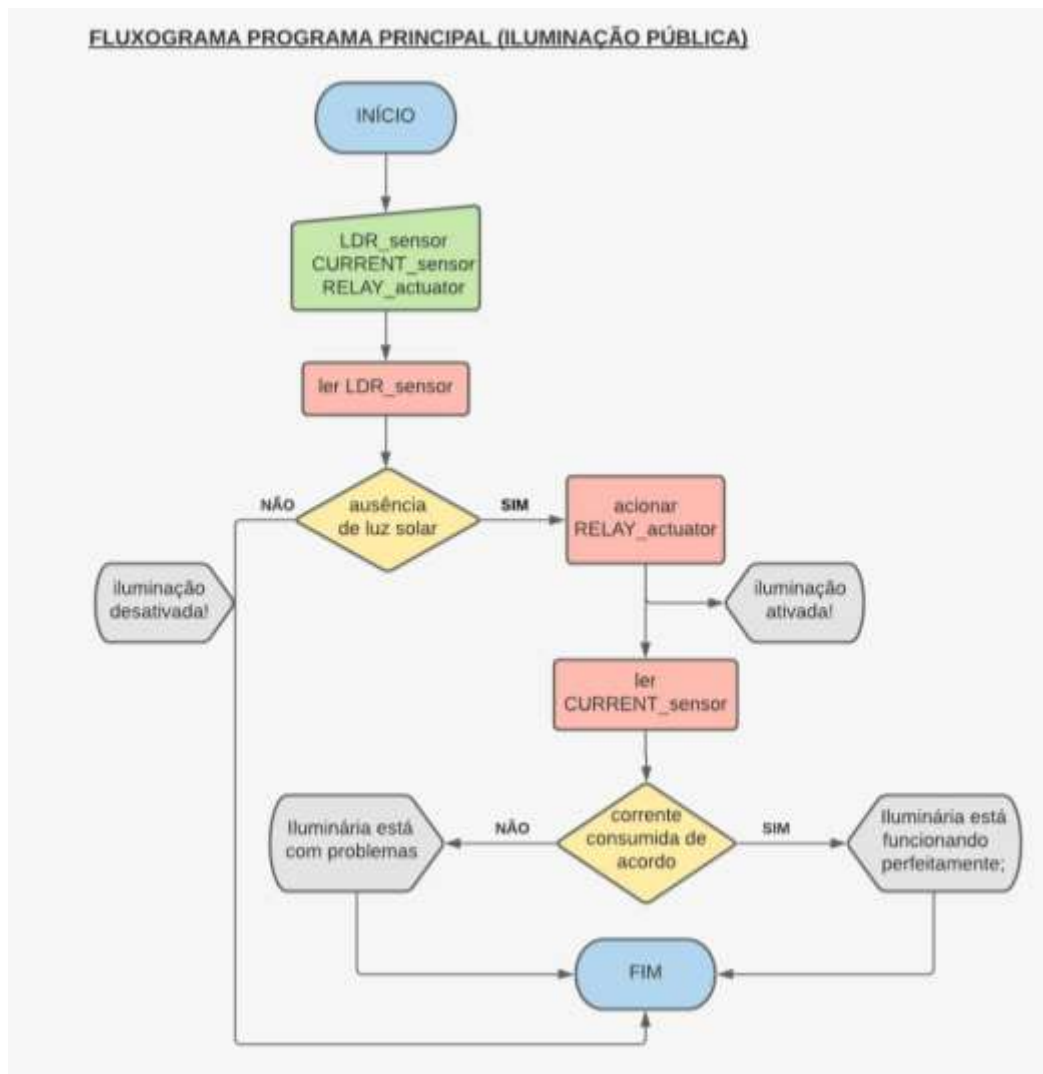 FLUXOGRAMA PROGRAMA PRINCIPAL (ILUMINAÇÃO PÚBLICA)
INÍCIO
LDR_sensor
CURRENT_sensor
RELAY_actuator
ler LDR_sensor
NÃO
ausência
de luz solar
SIM
acionar
RELAY_actuator
iluminação
desativada!
iluminação
ativada!
ler
CURRENT_sensor
Iluminária está
com problemas
NÃO
corrente
consumida de
acordo
SIM
Iluminária está
funcionando
perfeitamente;
FIM